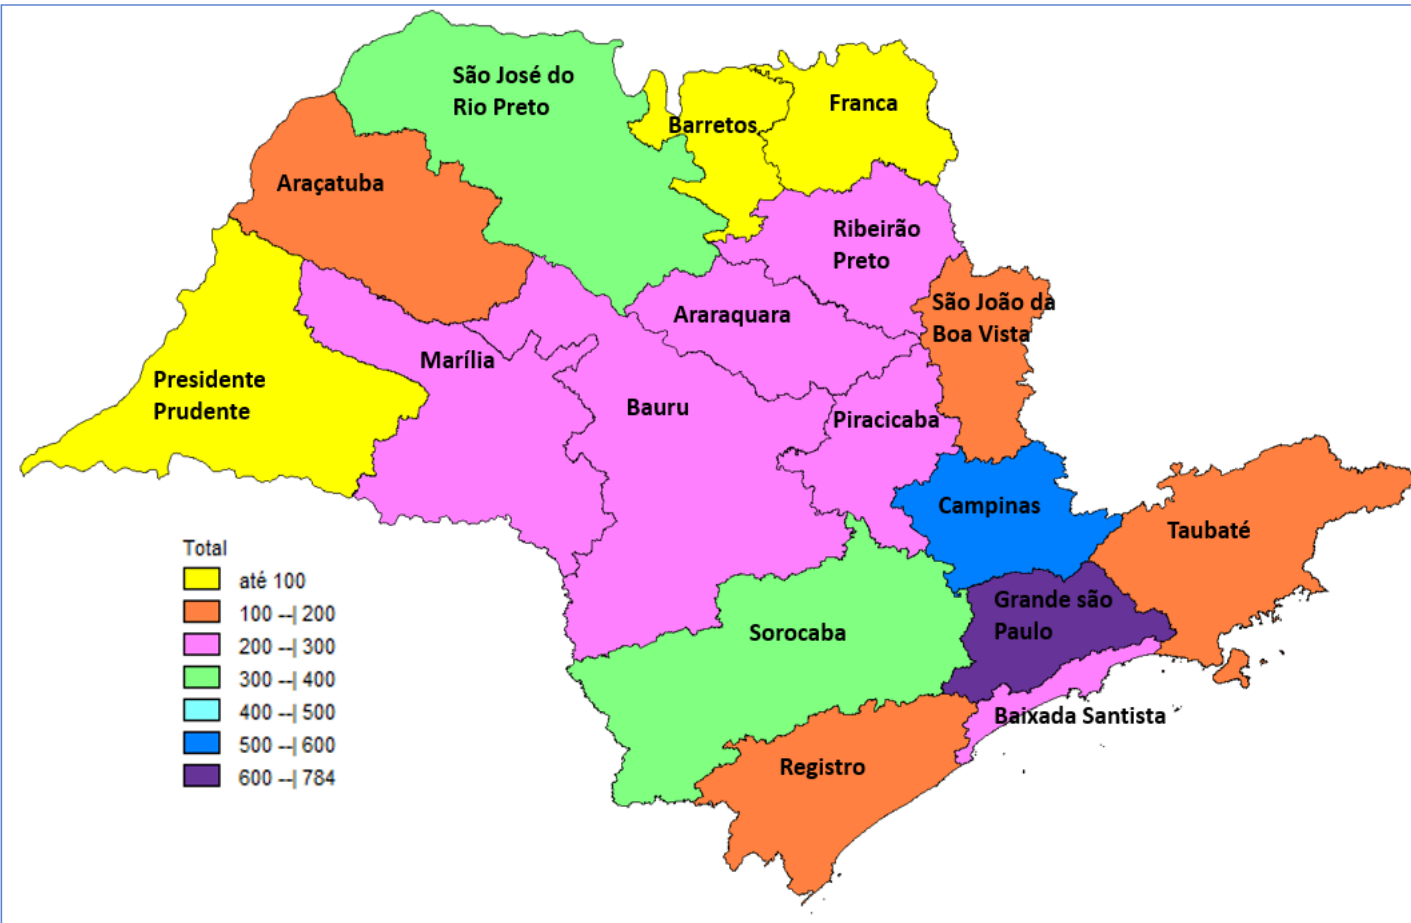 São José do
Rio Preto
Barretos
Franca
Araçatuba
Ribeirão
Preto
São João da
Boa Vista
Araraquara
Marília
Presidente
Prudente
Bauru
Piracicaba
Campinas
Taubaté
Grande são
Paulo
Sorocaba
Baixada Santista
Registro
Total
até 100
100 --| 200
200 --| 300
300 --| 400
400 --| 500
500 --| 600
600 --| 784